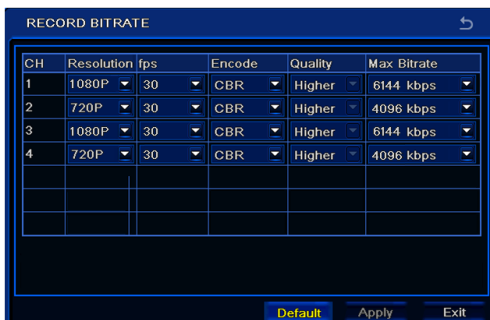 RECORD BITRATE
CH Resolution fps Encode Quality Max Bitrate
1 1080P 30 CBR Higher 6144 kbps
2 720P 30 CBR Higher 4096 kbps
3 1080P 30 CBR Higher 6144 kbps
4 720P 30 CBR Higher 4096 kbps
Default Apply Exit